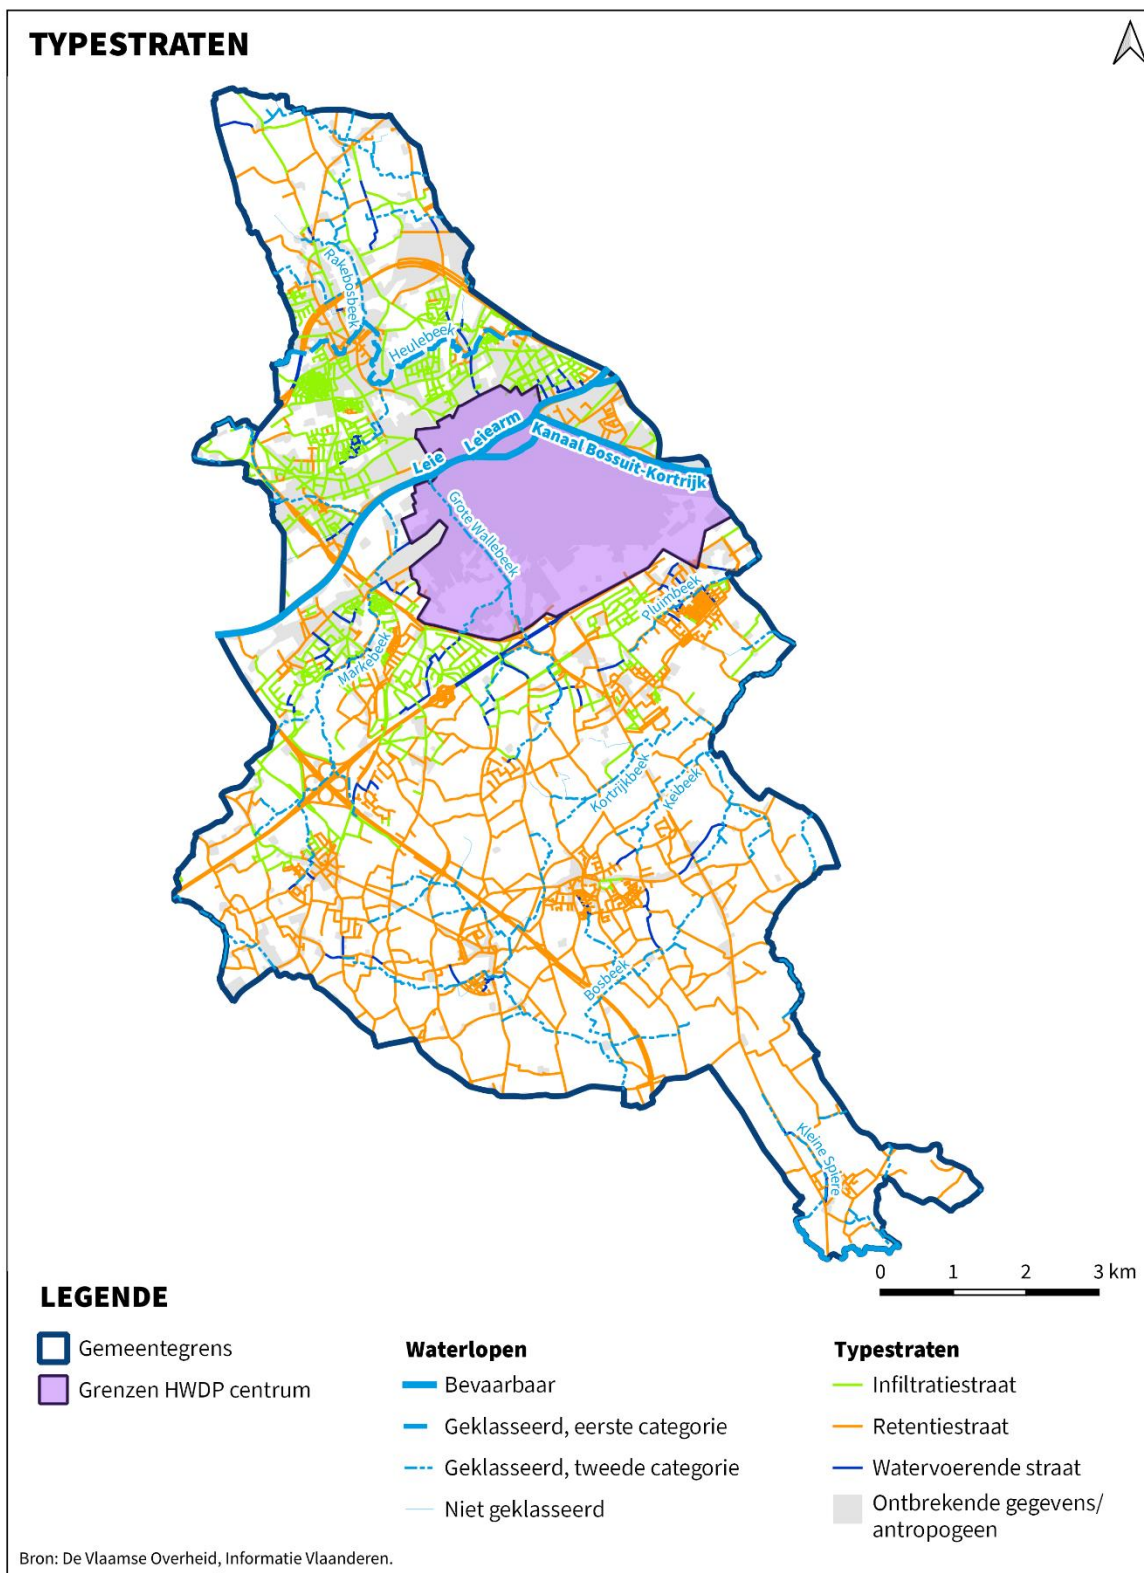 TYPESTRATEN
Rakebosbeek
Heulebeek
Leiearm
Leie
Kanaal Bossuit-Kortrijk
Grote Wallebeek
Pluimbeek
Markebeek
Kortrijkbeek
Keibeek
Bosbeek
Kleine Spiere
0 1 2 3 km
LEGENDE
Gemeentegrens
Grenzen HWDP centrum
Waterlopen
Bevaarbaar
Geklasseerd, eerste categorie
Geklasseerd, tweede categorie
Niet geklasseerd
Typestraten
Infiltratiestraat
Retentiestraat
Watervoerende straat
Ontbrekende gegevens/
antropogeen
Bron: De Vlaamse Overheid, Informatie Vlaanderen.